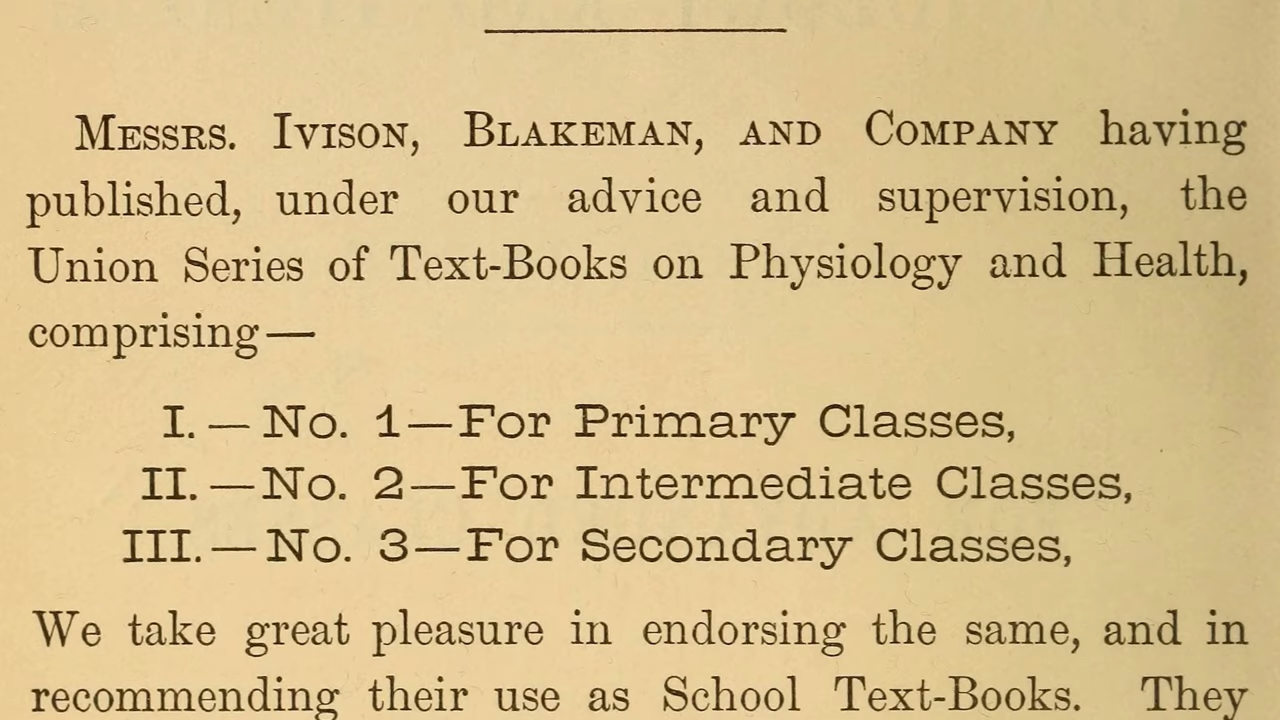 Messrs. Ivison, Blakeman, and Company having
published, under our advice and supervision, the
Union Series of Text-Books on Physiology and Health,
comprising—
I.—No. 1—For Primary Classes,
II.—No. 2—For Intermediate Classes,
III.—No. 3—For Secondary Classes,
We take great pleasure in endorsing the same, and in
recommending their use as School Text-Books. They